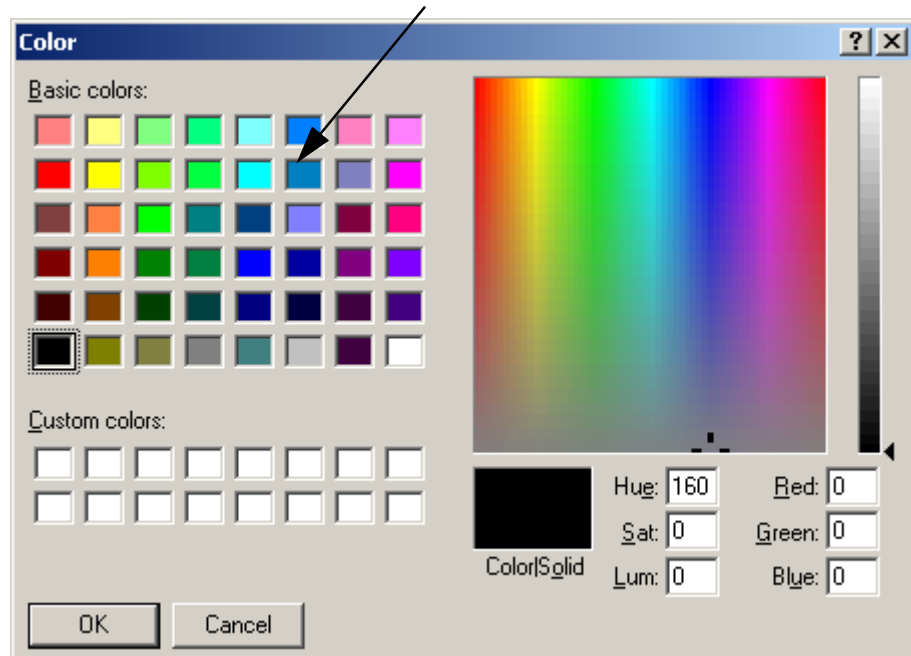 Color
Basic colors:
Custom colors:
Hue: 160 Red: 0
Sat: 0 Green: 0
Color|Solid
Lum: 0 Blue: 0
OK Cancel